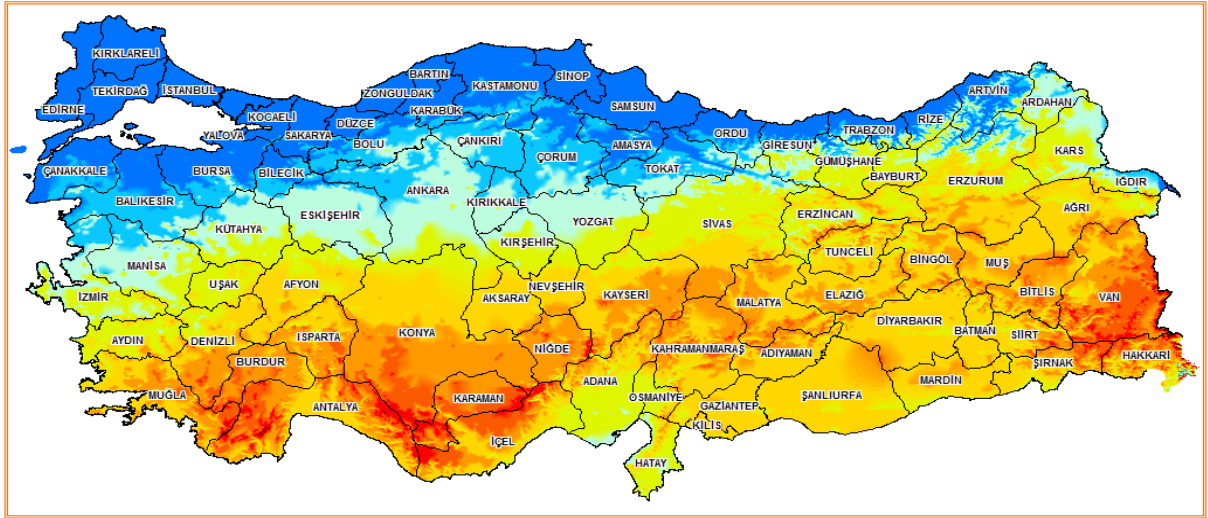 KIRKLARELİ
TEKİRDAĞ
İSTANBUL
EDİRNE
KOCAELİ
YALOVA
SAKARYA
DÜZCE
ZONGULDAK
BARTIN
KARABÜK
KASTAMONU
SİNOP
SAMSUN
BOLU
ÇANKIRI
ÇORUM
AMASYA
TOKAT
ORDU
GİRESUN
TRABZON
RİZE
ARTVİN
ARDAHAN
KARS
GÜMÜŞHANE
BAYBURT
ERZURUM
IĞDIR
AĞRI
ÇANAKKALE
BURSA
BİLECİK
BALIKESİR
KÜTAHYA
ESKİŞEHİR
ANKARA
KIRIKKALE
KIRŞEHİR
YOZGAT
SİVAS
ERZİNCAN
TUNCELİ
BİNGÖL
MUŞ
BİTLİS
VAN
MANİSA
İZMİR
UŞAK
AFYON
AKSARAY
NEVŞEHİR
KAYSERİ
MALATYA
ELAZIĞ
DİYARBAKIR
BATMAN
SİİRT
ŞIRNAK
HAKKARİ
AYDIN
DENİZLİ
ISPARTA
BURDUR
KONYA
NİĞDE
KAHRAMANMARAŞ
ADIYAMAN
MARDİN
MUĞLA
ANTALYA
KARAMAN
İÇEL
ADANA
OSMANİYE
GAZİANTEP
KİLİS
ŞANLIURFA
HATAY